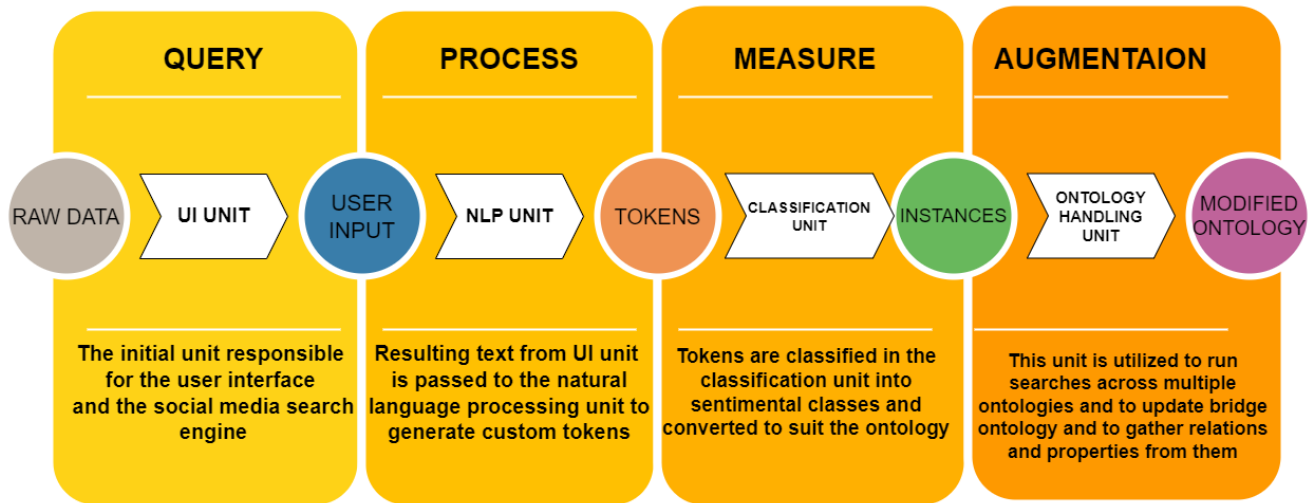 QUERY
PROCESS
MEASURE
AUGMENTAION
RAW DATA
UI UNIT
USER
INPUT
NLP UNIT
TOKENS
CLASSIFICATION
UNIT
INSTANCES
ONTOLOGY
HANDLING
UNIT
MODIFIED
ONTOLOGY
The initial unit responsible
for the user interface
and the social media search
engine
Resulting text from UI unit
is passed to the natural
language processing unit to
generate custom tokens
Tokens are classified in the
classification unit into
sentimental classes and
converted to suit the ontology
This unit is utilized to run
searches across multiple
ontologies and to update bridge
ontology and to gather relations
and properties from them